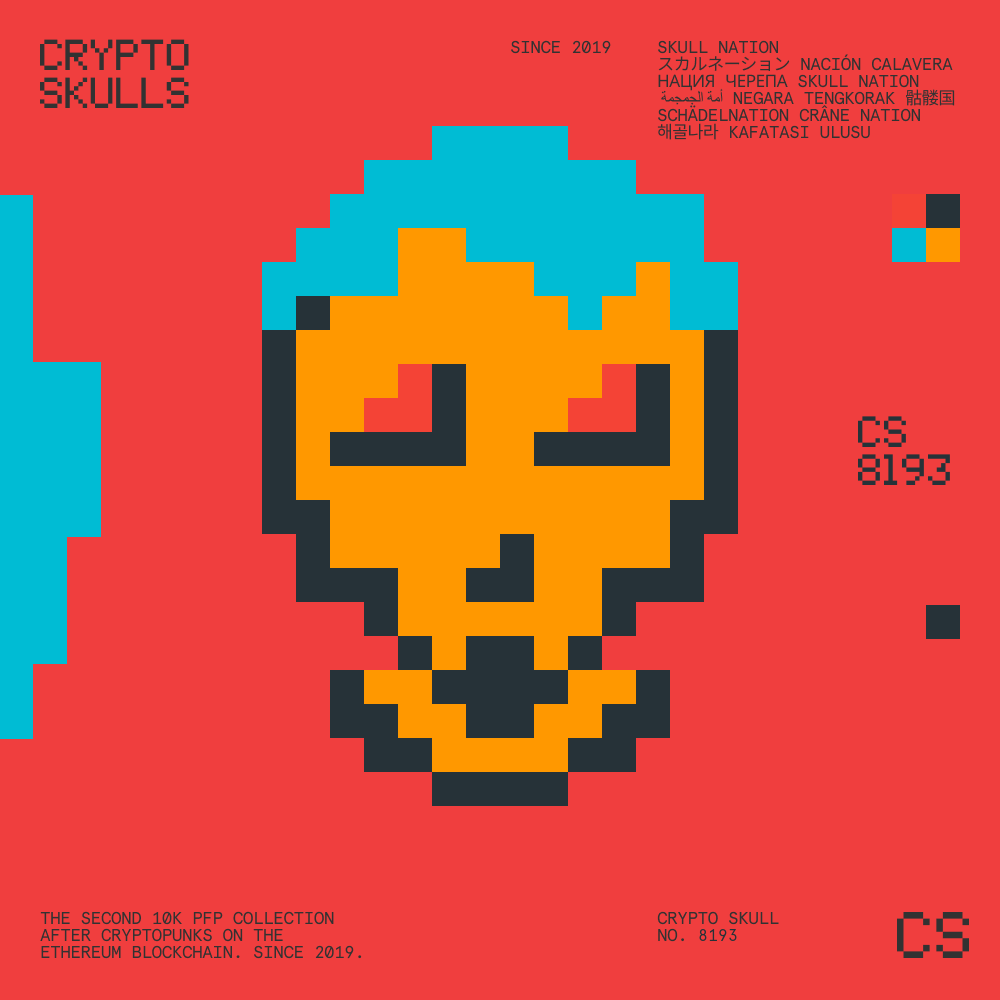 CRYPTO
SKULLS
SINCE 2019
SKULL NATION
スカルネーション NACIÓN CALAVERA
НАЦИЯ ЧЕРЕПА SKULL NATION
أمة الجمجمة NEGARA TENGKORAK 骷髅国
SCHÄDELNATION CRÂNE NATION
해골나라 KAFATASI ULUSU
CS
8193
THE SECOND 10K PFP COLLECTION
AFTER CRYPTOPUNKS ON THE
ETHEREUM BLOCKCHAIN. SINCE 2019.
CRYPTO SKULL
NO. 8193
CS